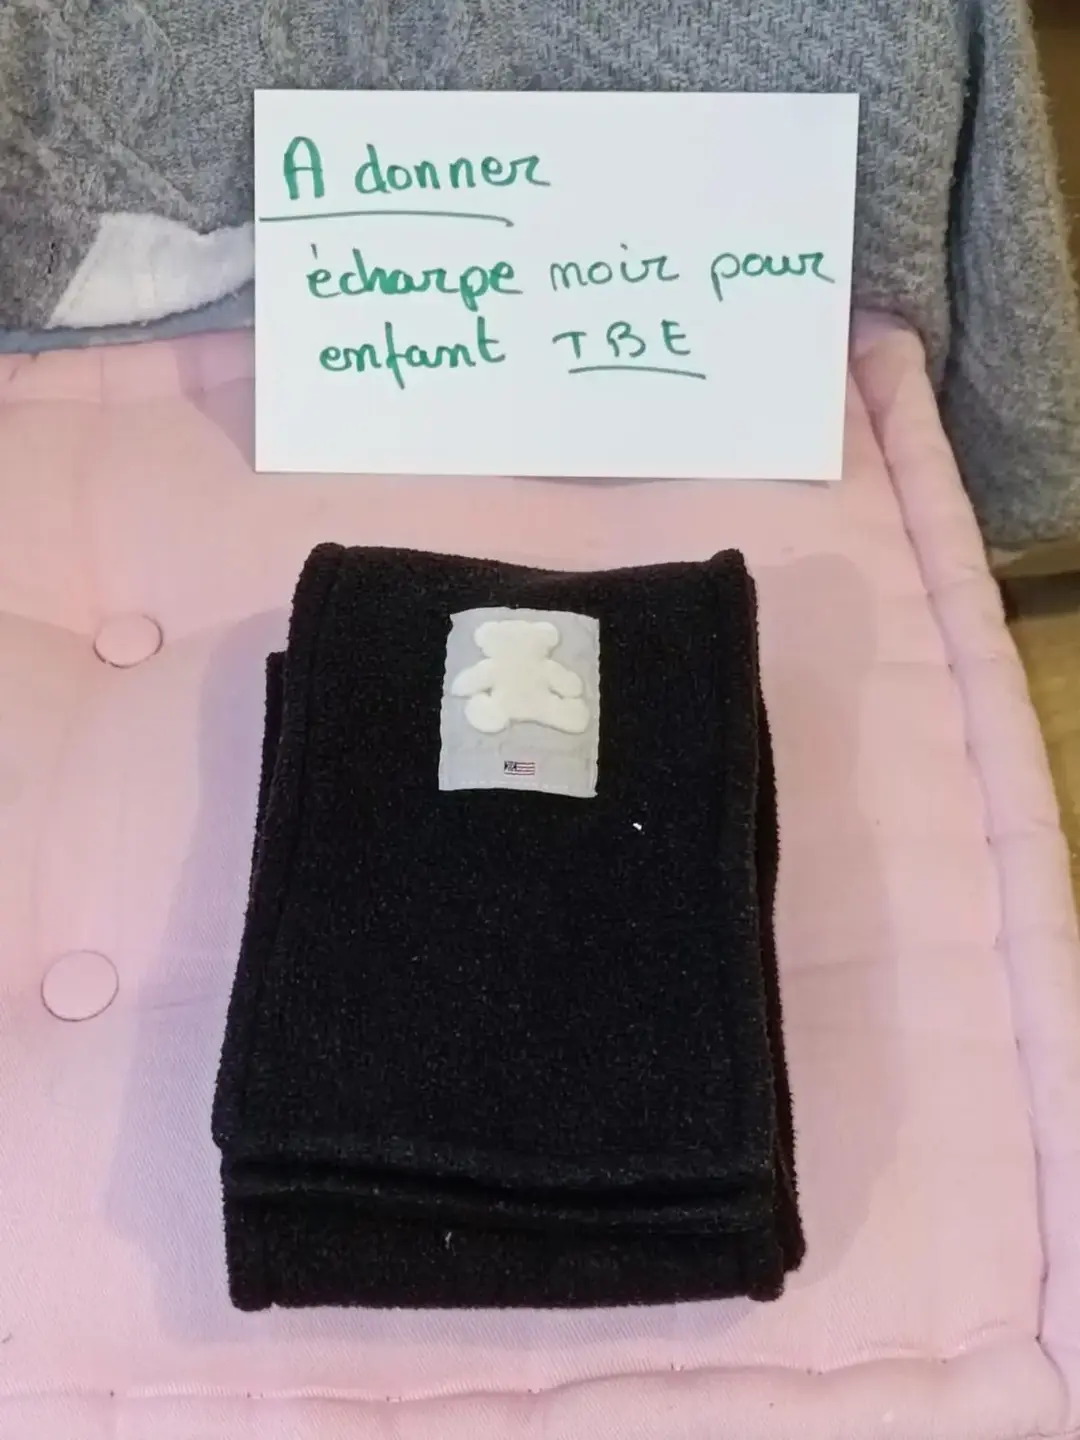 A donner
écharpe noir pour
enfant TBE